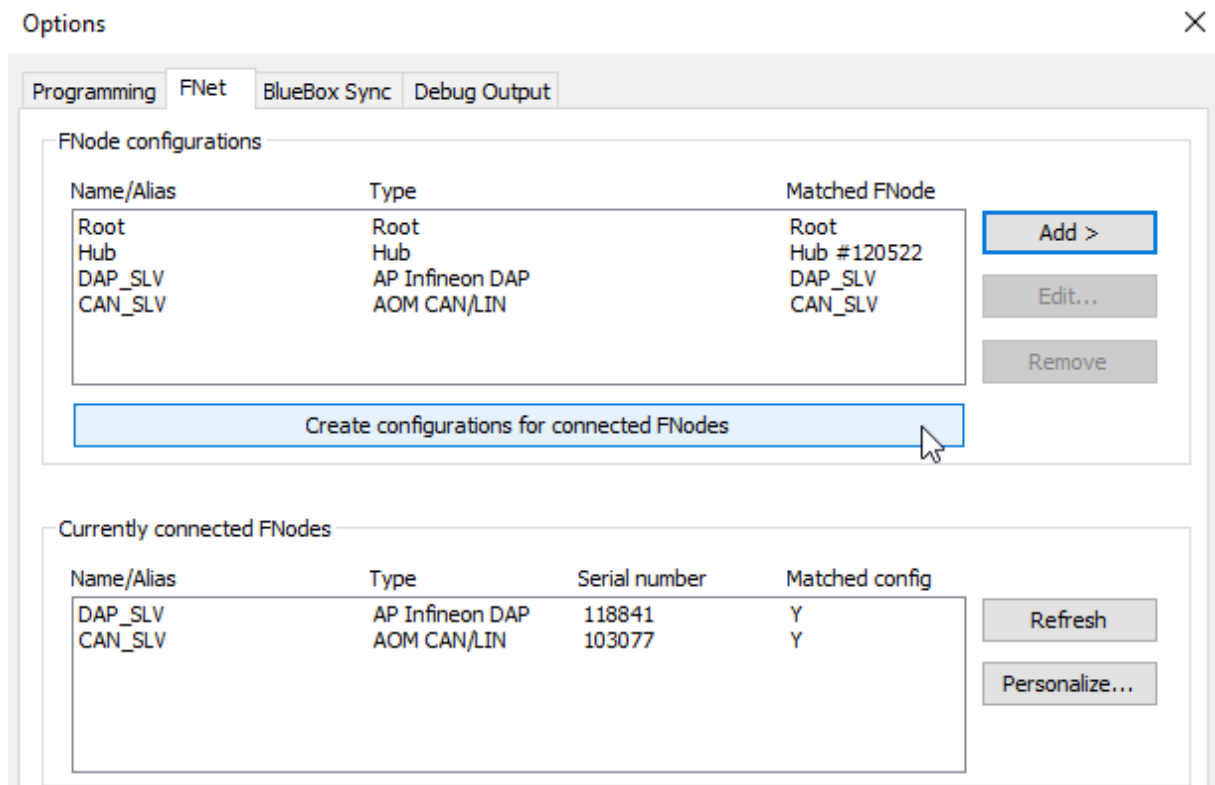 Options
Programming FNet BlueBox Sync Debug Output
FNode configurations
Name/Alias Type Matched FNode
Root Root Root
Hub Hub Hub #120522
DAP_SLV AP Infineon DAP DAP_SLV
CAN_SLV AOM CAN/LIN CAN_SLV
Add >
Edit...
Remove
Create configurations for connected FNodes
Currently connected FNodes
Name/Alias Type Serial number Matched config
DAP_SLV AP Infineon DAP 118841 Y
CAN_SLV AOM CAN/LIN 103077 Y
Refresh
Personalize...